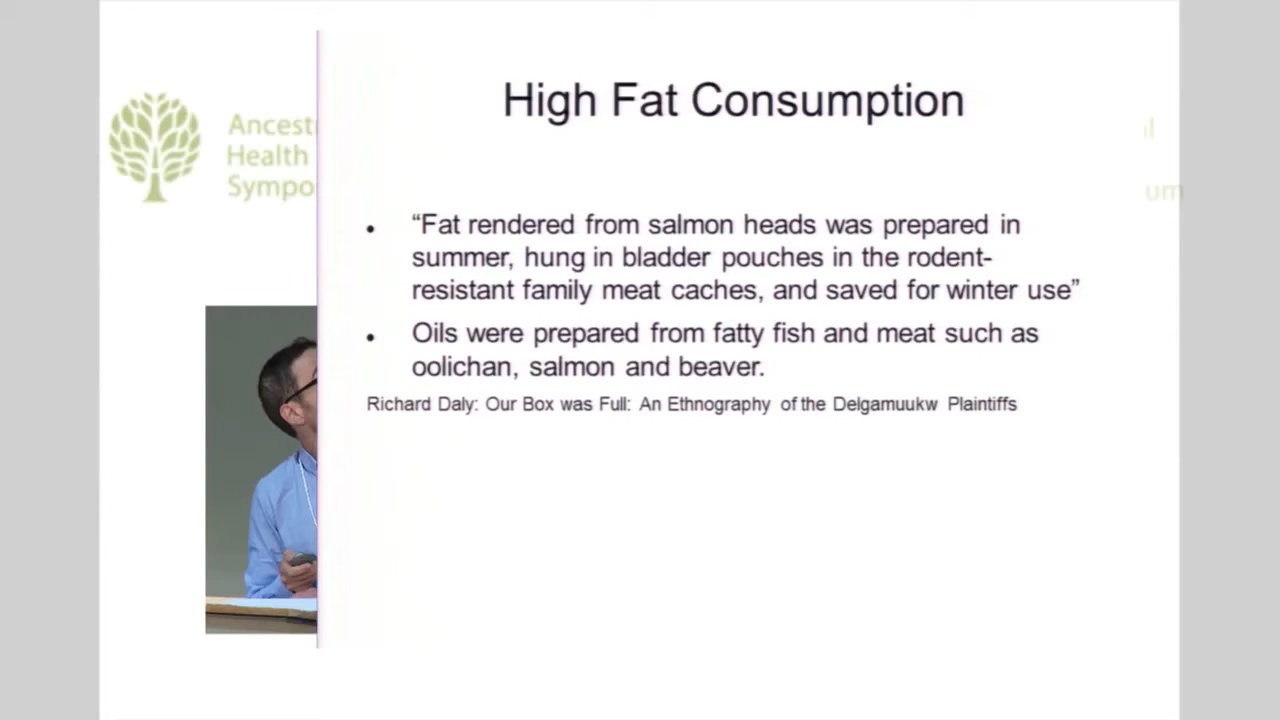 High Fat Consumption
Ancest
Health
Sympo
um
• “Fat rendered from salmon heads was prepared in
summer, hung in bladder pouches in the rodent-
resistant family meat caches, and saved for winter use”
• Oils were prepared from fatty fish and meat such as
oolichan, salmon and beaver.
Richard Daly: Our Box was Full: An Ethnography of the Delgamuukw Plaintiffs